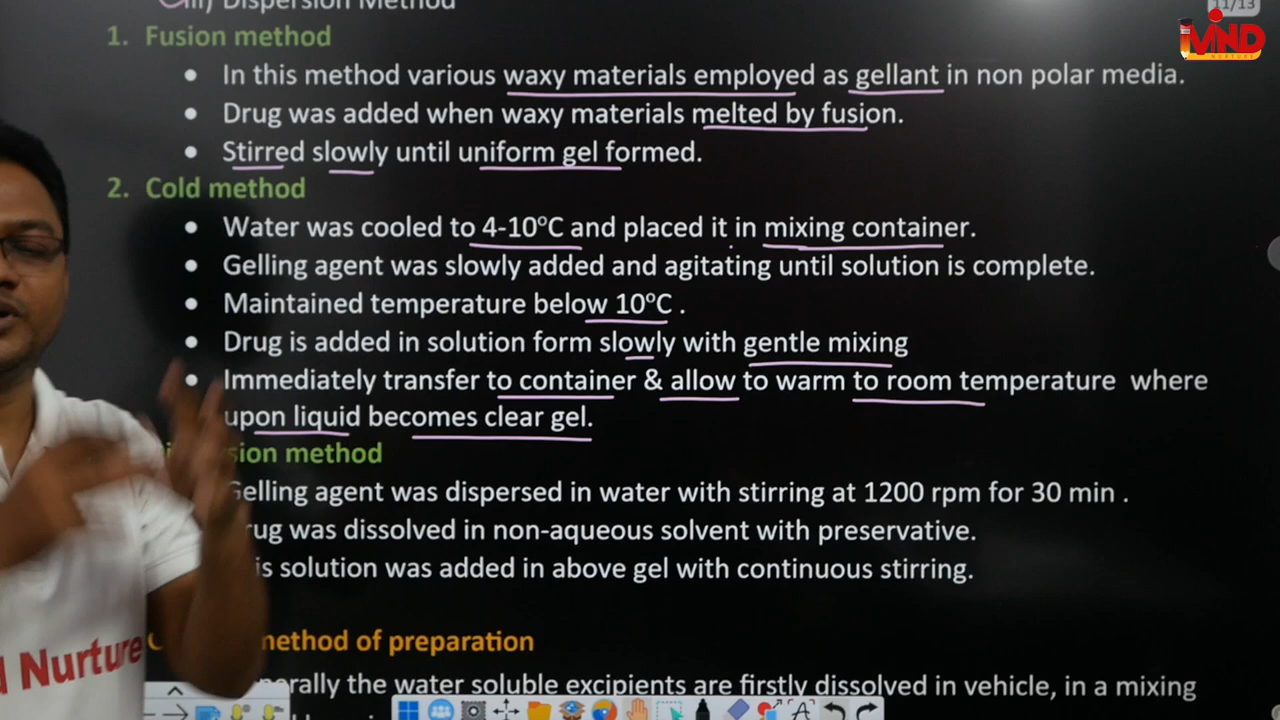 iii) Dispersion Method
11/13
MIND
NURTURE
1. Fusion method
• In this method various waxy materials employed as gellant in non polar media.
• Drug was added when waxy materials melted by fusion.
• Stirred slowly until uniform gel formed.
2. Cold method
• Water was cooled to 4-10°C and placed it in mixing container.
• Gelling agent was slowly added and agitating until solution is complete.
• Maintained temperature below 10°C .
• Drug is added in solution form slowly with gentle mixing
• Immediately transfer to container & allow to warm to room temperature where
upon liquid becomes clear gel.
sion method
Gelling agent was dispersed in water with stirring at 1200 rpm for 30 min .
rug was dissolved in non-aqueous solvent with preservative.
is solution was added in above gel with continuous stirring.
method of preparation
erally the water soluble excipients are firstly dissolved in vehicle, in a mixing
d Nurture